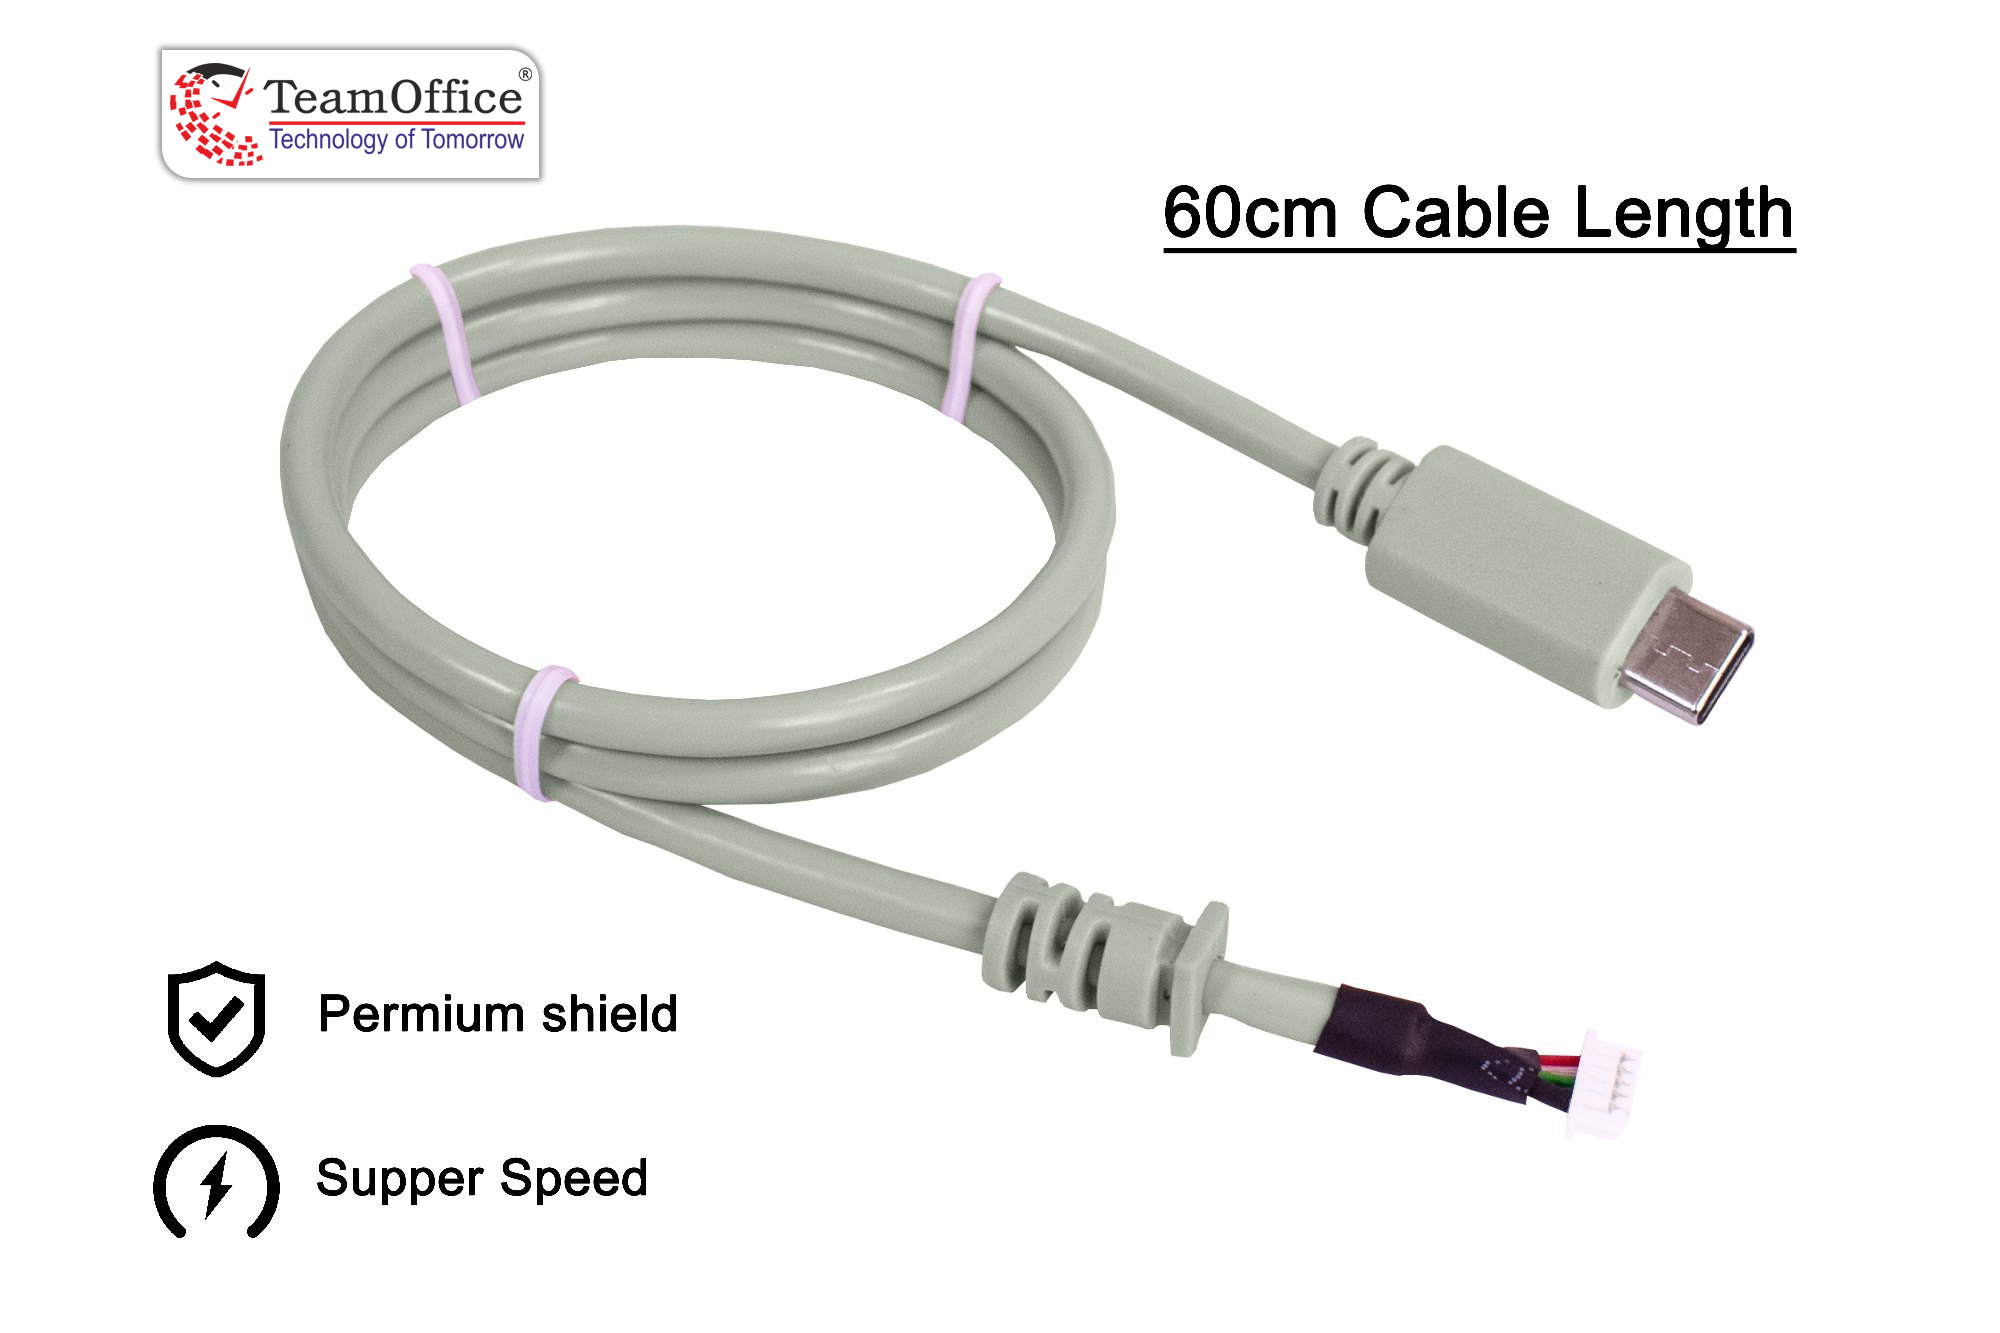 TeamOffice®
Technology of Tomorrow
60cm Cable Length
Permium shield
Supper Speed